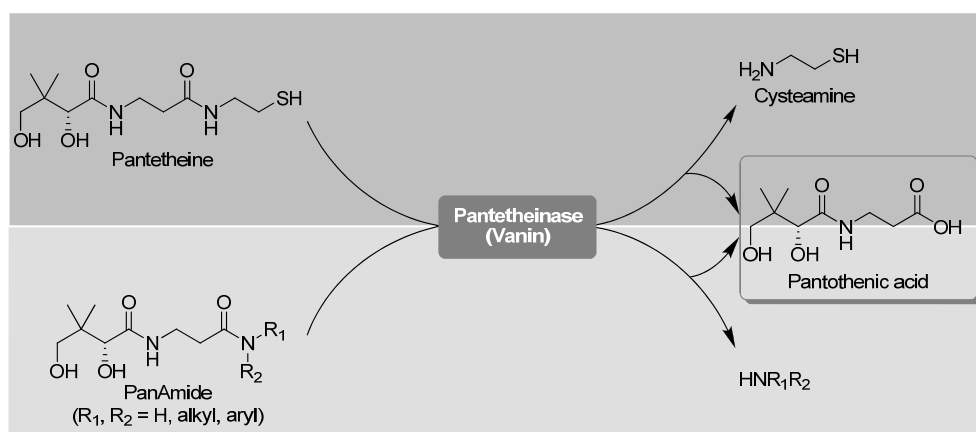 O
O
N
H
N
H
SH
OH
OH
Pantetheine
H₂N
SH
Cysteamine
Pantetheinase
(Vanin)
O
O
N
H
OH
OH
OH
Pantothenic acid
O
O
N
H
N
R₁
R₂
OH
OH
PanAmide
(R₁, R₂ = H, alkyl, aryl)
HNR₁R₂